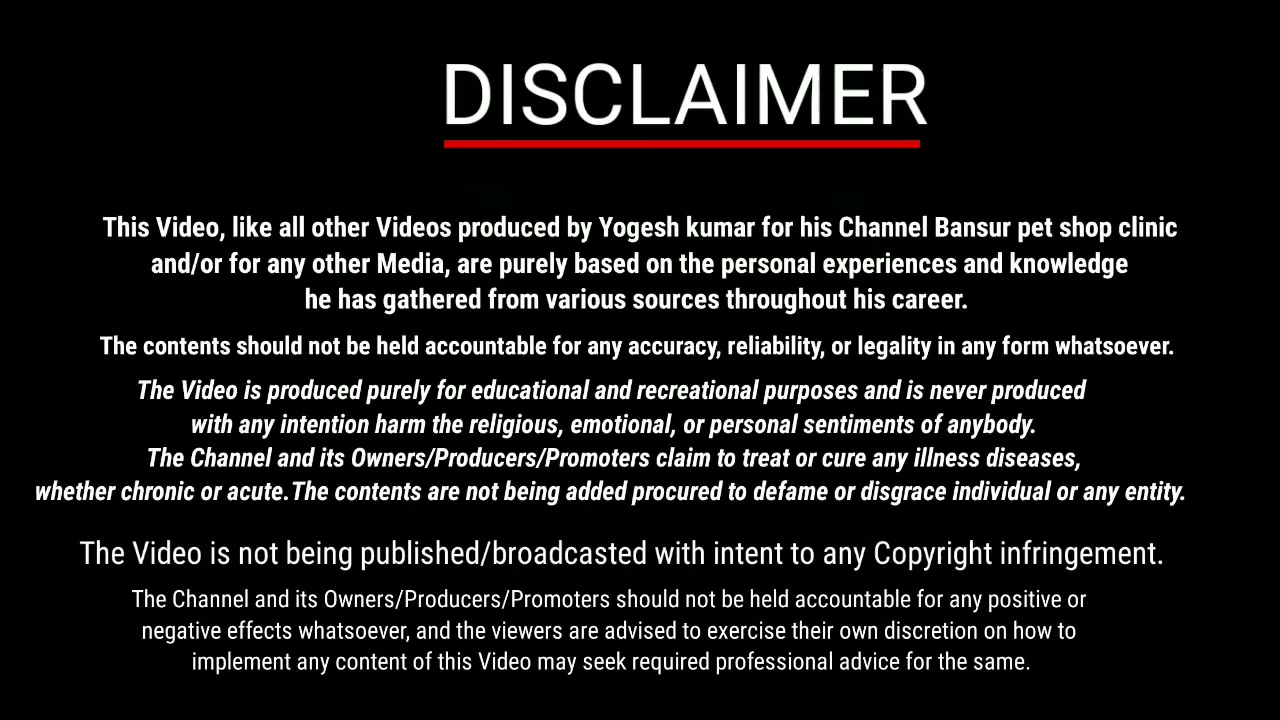 DISCLAIMER
This Video, like all other Videos produced by Yogesh kumar for his Channel Bansur pet shop clinic
and/or for any other Media, are purely based on the personal experiences and knowledge
he has gathered from various sources throughout his career.
The contents should not be held accountable for any accuracy, reliability, or legality in any form whatsoever.
The Video is produced purely for educational and recreational purposes and is never produced
with any intention harm the religious, emotional, or personal sentiments of anybody.
The Channel and its Owners/Producers/Promoters claim to treat or cure any illness diseases,
whether chronic or acute.The contents are not being added procured to defame or disgrace individual or any entity.
The Video is not being published/broadcasted with intent to any Copyright infringement.
The Channel and its Owners/Producers/Promoters should not be held accountable for any positive or
negative effects whatsoever, and the viewers are advised to exercise their own discretion on how to
implement any content of this Video may seek required professional advice for the same.